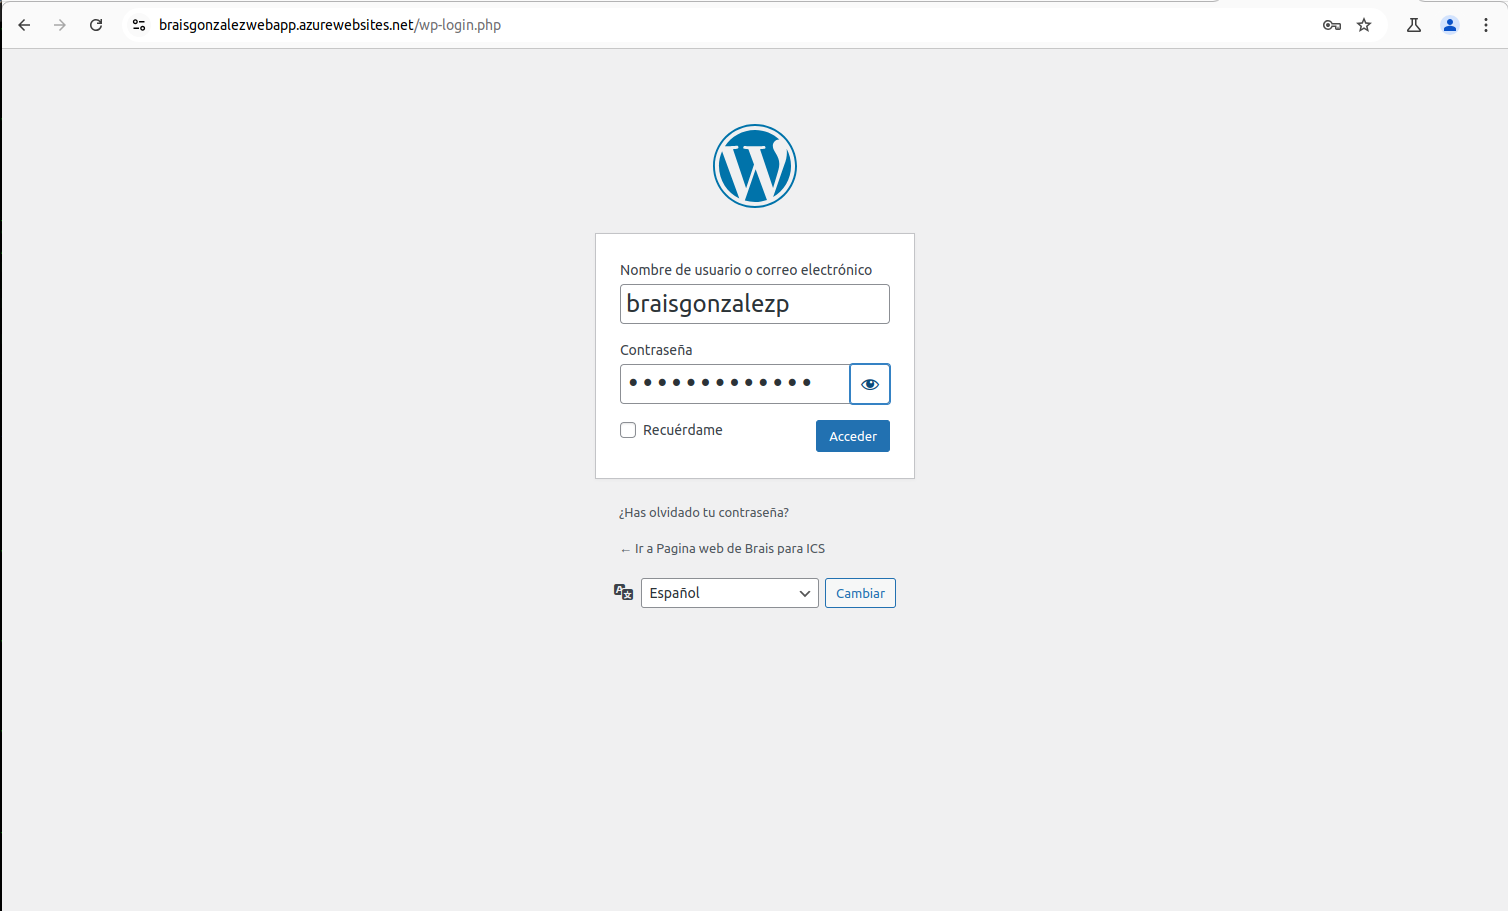 braisgonzalezwebapp.azurewebsites.net/wp-login.php
Nombre de usuario o correo electrónico
braisgonzalezp
Contraseña
•••••••••••••
Recuérdame
Acceder
¿Has olvidado tu contraseña?
← Ir a Pagina web de Brais para ICS
Español
Cambiar